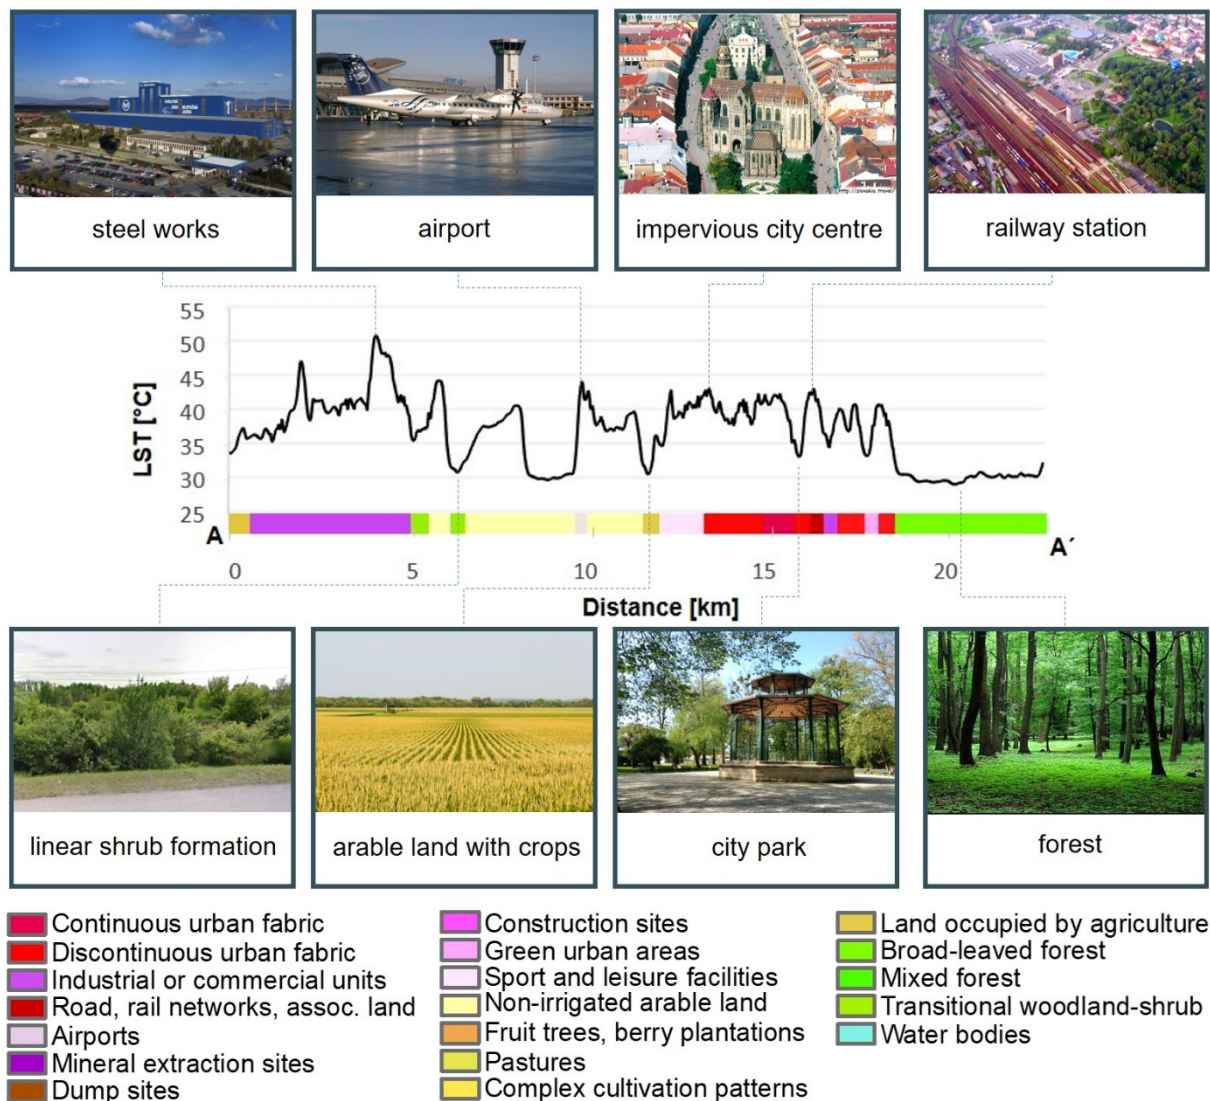 steel works
airport
http://slovakia.travel/
impervious city centre
railway station
55
50
45
40
35
30
25
LST [°C]
A
A´
0
5
10
15
20
Distance [km]
linear shrub formation
arable land with crops
city park
forest
Continuous urban fabric
Discontinuous urban fabric
Industrial or commercial units
Road, rail networks, assoc. land
Airports
Mineral extraction sites
Dump sites
Construction sites
Green urban areas
Sport and leisure facilities
Non-irrigated arable land
Fruit trees, berry plantations
Pastures
Complex cultivation patterns
Land occupied by agriculture
Broad-leaved forest
Mixed forest
Transitional woodland-shrub
Water bodies